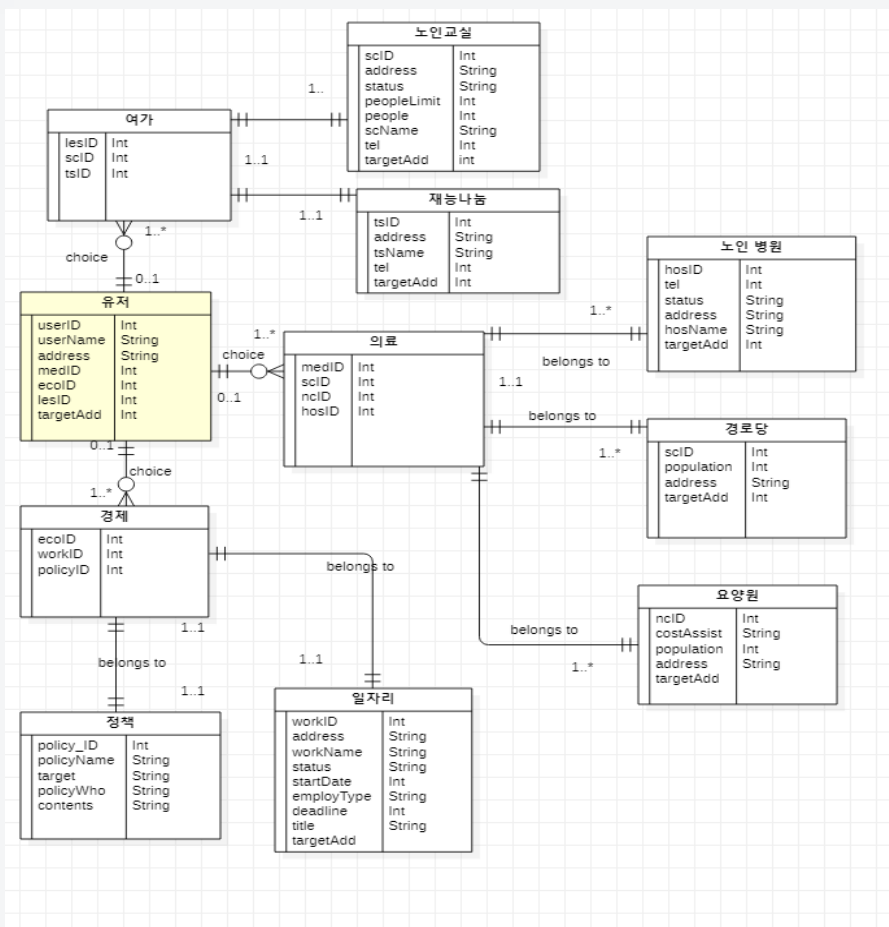 노인교실
scID Int
address String
status String
peopleLimit Int
people Int
scName String
tel Int
targetAdd int
1..
여가
lesID Int
scID Int
tsID Int
1..1
1..1
재능나눔
tsID Int
address String
tsName String
tel Int
targetAdd Int
1..*
choice
0..1
유저
userID Int
userName String
address String
medID Int
ecoID Int
lesID Int
targetAdd Int
1..*
choice
0..1
의료
medID Int
scID Int
ncID Int
hosID Int
1..*
belongs to
1..1
노인 병원
hosID Int
tel Int
status String
address String
hosName String
targetAdd Int
belongs to
1..*
경로당
scID Int
population Int
address String
targetAdd Int
0..1
choice
1..*
경제
ecoID Int
workID Int
policyID Int
belongs to
belongs to
1..*
요양원
ncID Int
costAssist String
population Int
address String
targetAdd
1..1
belongs to
1..1
1..1
정책
policy_ID Int
policyName String
target String
policyWho String
contents String
일자리
workID Int
address String
workName String
status String
startDate Int
employType String
deadline Int
title String
targetAdd